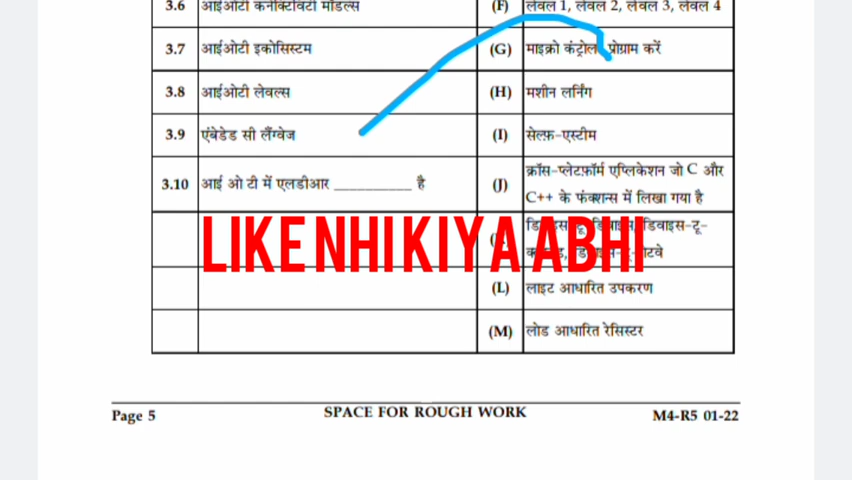 3.6 आईओटी कनेक्टिविटी मॉडल्स (F) लेवल 1, लेवल 2, लेवल 3, लेवल 4
3.7 आईओटी इकोसिस्टम (G) माइक्रो कंट्रोलर प्रोग्राम करें
3.8 आईओटी लेवल्स (H) मशीन लर्निंग
3.9 एंबेडेड सी लैंग्वेज (I) सेल्फ़-एस्टीम
3.10 आई ओ टी में एलडीआर __________ है (J) क्रॉस-प्लेटफ़ॉर्म एप्लिकेशन जो C और
C++ के फंक्शन्स में लिखा गया है
डिवाइस-टू-
LIKE NHI KIYA ABHI
(L) लाइट आधारित उपकरण
(M) लोड आधारित रेसिस्टर
Page 5 SPACE FOR ROUGH WORK M4-R5 01-22